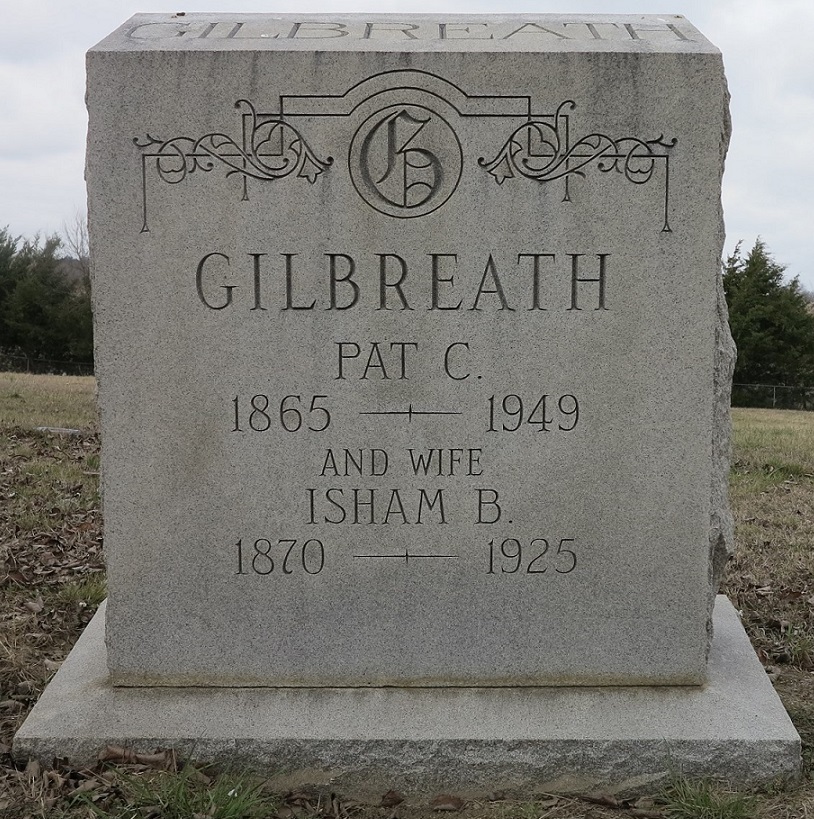 GILBREATH
G
GILBREATH
PAT C.
1865 — 1949
AND WIFE
ISHAM B.
1870 — 1925